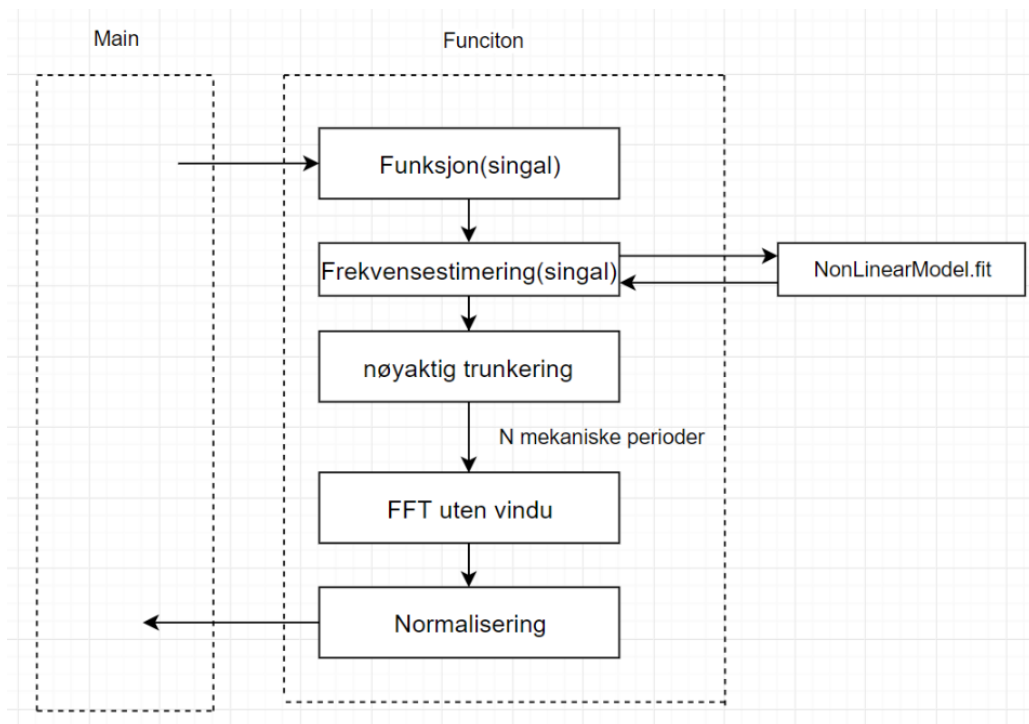 Main
Funciton
Funksjon(singal)
Frekvensestimering(singal)
NonLinearModel.fit
nøyaktig trunkering
N mekaniske perioder
FFT uten vindu
Normalisering